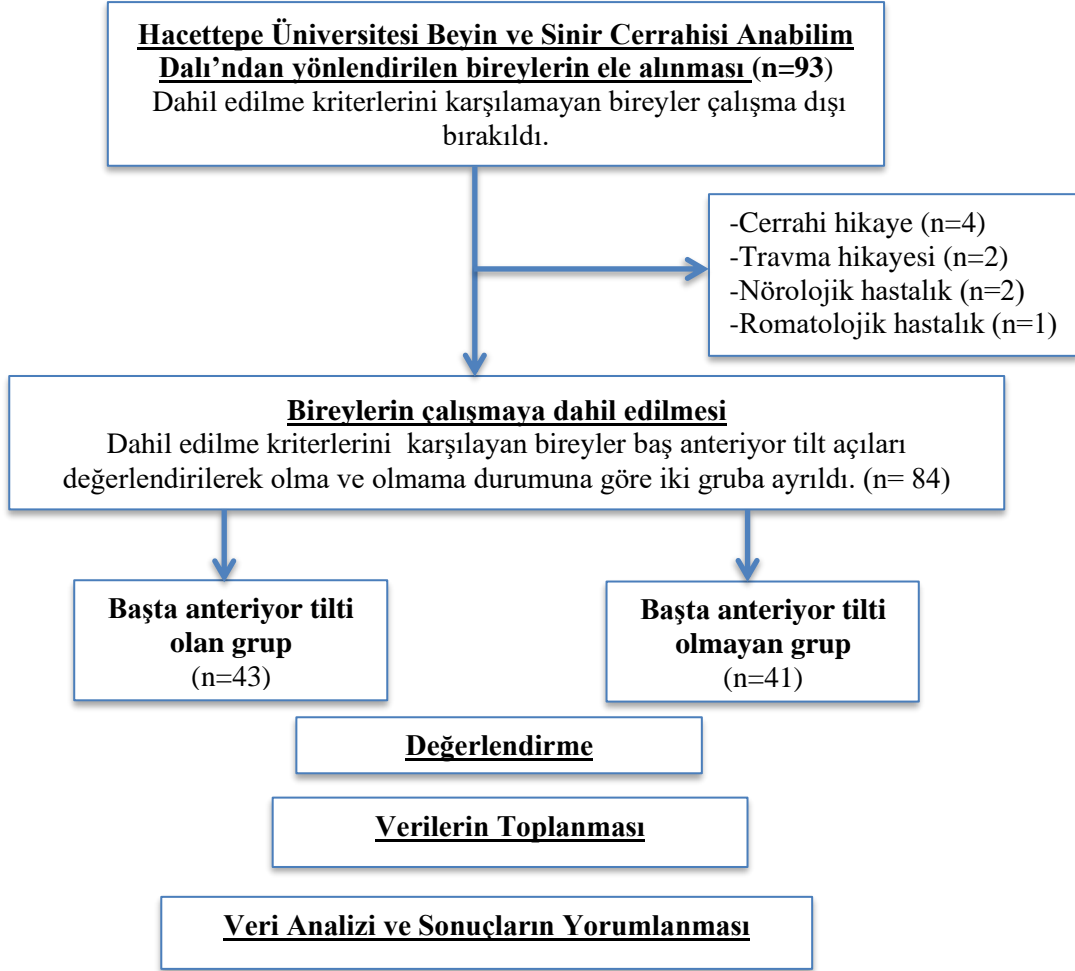 Hacettepe Üniversitesi Beyin ve Sinir Cerrahisi Anabilim
Dalı’ndan yönlendirilen bireylerin ele alınması (n=93)
Dahil edilme kriterlerini karşılamayan bireyler çalışma dışı
bırakıldı.
-Cerrahi hikaye (n=4)
-Travma hikayesi (n=2)
-Nörolojik hastalık (n=2)
-Romatolojik hastalık (n=1)
Bireylerin çalışmaya dahil edilmesi
Dahil edilme kriterlerini karşılayan bireyler baş anteriyor tilt açıları
değerlendirilerek olma ve olmama durumuna göre iki gruba ayrıldı. (n= 84)
Başta anteriyor tilti
olan grup
(n=43)
Başta anteriyor tilti
olmayan grup
(n=41)
Değerlendirme
Verilerin Toplanması
Veri Analizi ve Sonuçların Yorumlanması